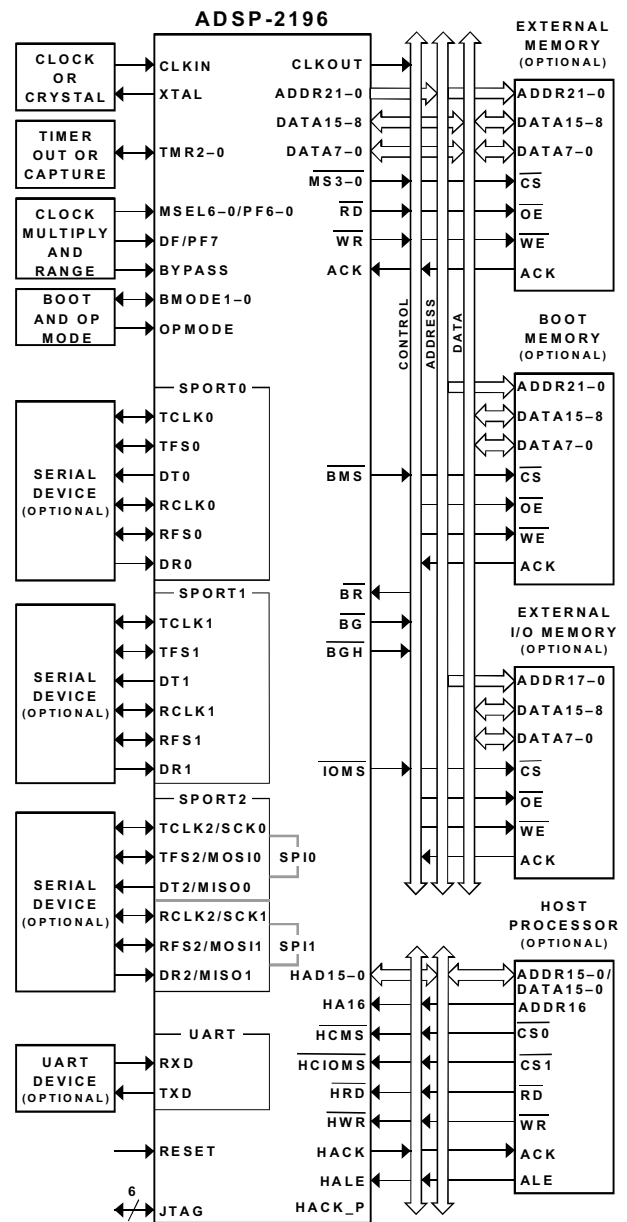 ADSP-2196
CLOCK
OR
CRYSTAL
TIMER
OUT OR
CAPTURE
CLOCK
MULTIPLY
AND
RANGE
BOOT
AND OP
MODE
SERIAL
DEVICE
(OPTIONAL)
SERIAL
DEVICE
(OPTIONAL)
SERIAL
DEVICE
(OPTIONAL)
UART
DEVICE
(OPTIONAL)
6
CLKIN
XTAL
TMR2–0
MSEL6–0/PF6–0
DF/PF7
BYPASS
BMODE1–0
OPMODE
SPORT0
TCLK0
TFS0
DT0
RCLK0
RFS0
DR0
SPORT1
TCLK1
TFS1
DT1
RCLK1
RFS1
DR1
SPORT2
TCLK2/SCK0
TFS2/MOSI0
DT2/MISO0
SPI0
RCLK2/SCK1
RFS2/MOSI1
DR2/MISO1
SPI1
UART
RXD
TXD
RESET
JTAG
CLKOUT
ADDR21–0
DATA15–8
DATA7–0
MS3–0
RD
WR
ACK
BMS
BR
BG
BGH
IOMS
HAD15–0
HA16
HCMS
HCIOMS
HRD
HWR
HACK
HALE
HACK_P
CONTROL
ADDRESS
DATA
EXTERNAL
MEMORY
(OPTIONAL)
ADDR21–0
DATA15–8
DATA7–0
CS
OE
WE
ACK
BOOT
MEMORY
(OPTIONAL)
ADDR21–0
DATA15–8
DATA7–0
CS
OE
WE
ACK
EXTERNAL
I/O MEMORY
(OPTIONAL)
ADDR17–0
DATA15–8
DATA7–0
CS
OE
WE
ACK
HOST
PROCESSOR
(OPTIONAL)
ADDR15–0/
DATA15–0
ADDR16
CS0
CS1
RD
WR
ACK
ALE